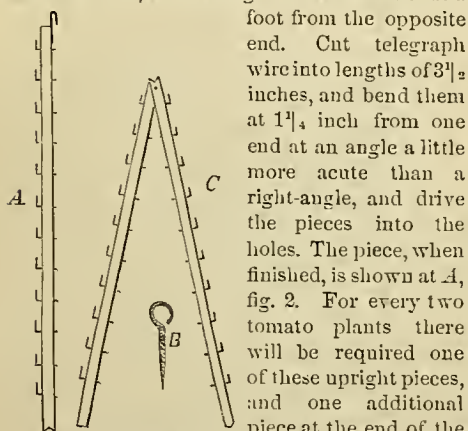 foot from the opposite
end. Cut telegraph
wire into lengths of 3½
inches, and bend them
at 1¼ inch from one
end at an angle a little
more acute than a
right-angle, and drive
the pieces into the
holes. The piece, when
finished, is shown at A,
fig. 2. For every two
tomato plants there
will be required one
of these upright pieces,
and one additional
piece at the end of the
A
C
B